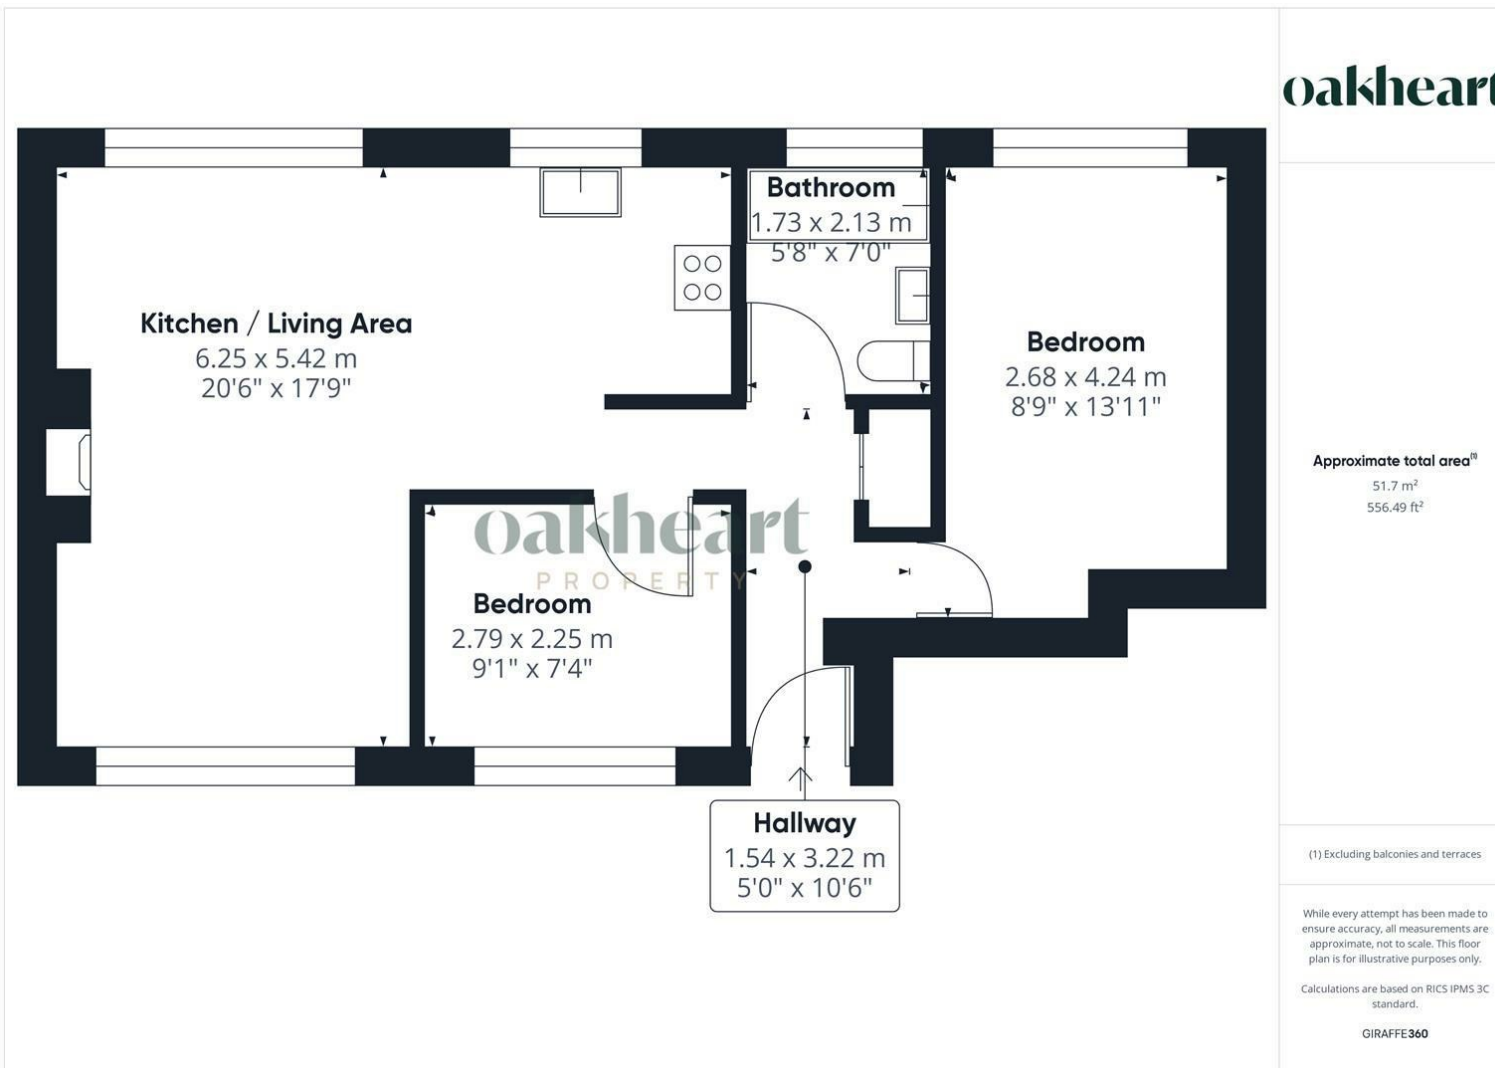 Kitchen / Living Area
6.25 x 5.42 m
20'6" x 17'9"
Bathroom
1.73 x 2.13 m
5'8" x 7'0"
Bedroom
2.68 x 4.24 m
8'9" x 13'11"
oakheart
PROPERTY
Bedroom
2.79 x 2.25 m
9'1" x 7'4"
Hallway
1.54 x 3.22 m
5'0" x 10'6"
oakheart
Approximate total area(1)
51.7 m²
556.49 ft²
(1) Excluding balconies and terraces
While every attempt has been made to
ensure accuracy, all measurements are
approximate, not to scale. This floor
plan is for illustrative purposes only.
Calculations are based on RICS IPMS 3C
standard.
GIRAFFE360